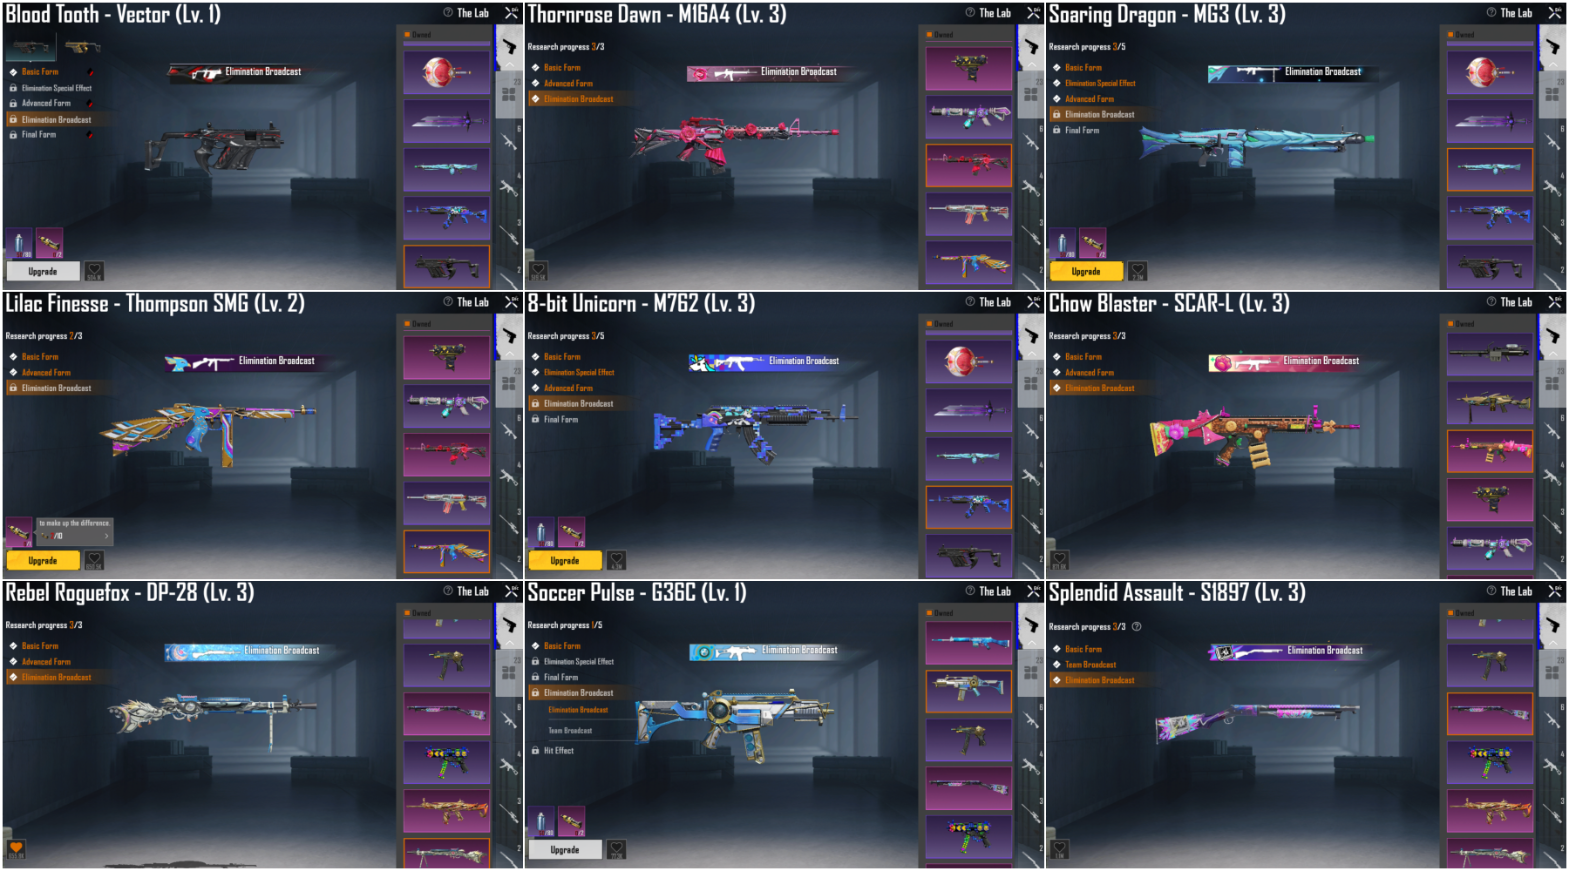 Blood Tooth - Vector (Lv. 1)
The Lab
Owned
Basic Form
Elimination Special Effect
Advanced Form
Elimination Broadcast
Final Form
Elimination Broadcast
Upgrade
Thornrose Dawn - M16A4 (Lv. 3)
The Lab
Research progress 3/3
Owned
Basic Form
Advanced Form
Elimination Broadcast
Elimination Broadcast
Soaring Dragon - MG3 (Lv. 3)
The Lab
Research progress 3/5
Owned
Basic Form
Elimination Special Effect
Advanced Form
Elimination Broadcast
Final Form
Elimination Broadcast
Upgrade
Lilac Finesse - Thompson SMG (Lv. 2)
The Lab
Research progress 2/3
Owned
Basic Form
Advanced Form
Elimination Broadcast
Elimination Broadcast
to make up the difference.
Upgrade
8-bit Unicorn - M762 (Lv. 3)
The Lab
Research progress 3/5
Owned
Basic Form
Elimination Special Effect
Advanced Form
Elimination Broadcast
Final Form
Elimination Broadcast
Upgrade
Chow Blaster - SCAR-L (Lv. 3)
The Lab
Research progress 3/3
Owned
Basic Form
Advanced Form
Elimination Broadcast
Elimination Broadcast
Rebel Roguefox - DP-28 (Lv. 3)
The Lab
Research progress 3/3
Owned
Basic Form
Advanced Form
Elimination Broadcast
Elimination Broadcast
Soccer Pulse - G36C (Lv. 1)
The Lab
Research progress 1/5
Owned
Basic Form
Elimination Special Effect
Final Form
Elimination Broadcast
Elimination Broadcast
Team Broadcast
Hit Effect
Elimination Broadcast
Upgrade
Splendid Assault - S1897 (Lv. 3)
The Lab
Research progress 3/3
Owned
Basic Form
Team Broadcast
Elimination Broadcast
Elimination Broadcast